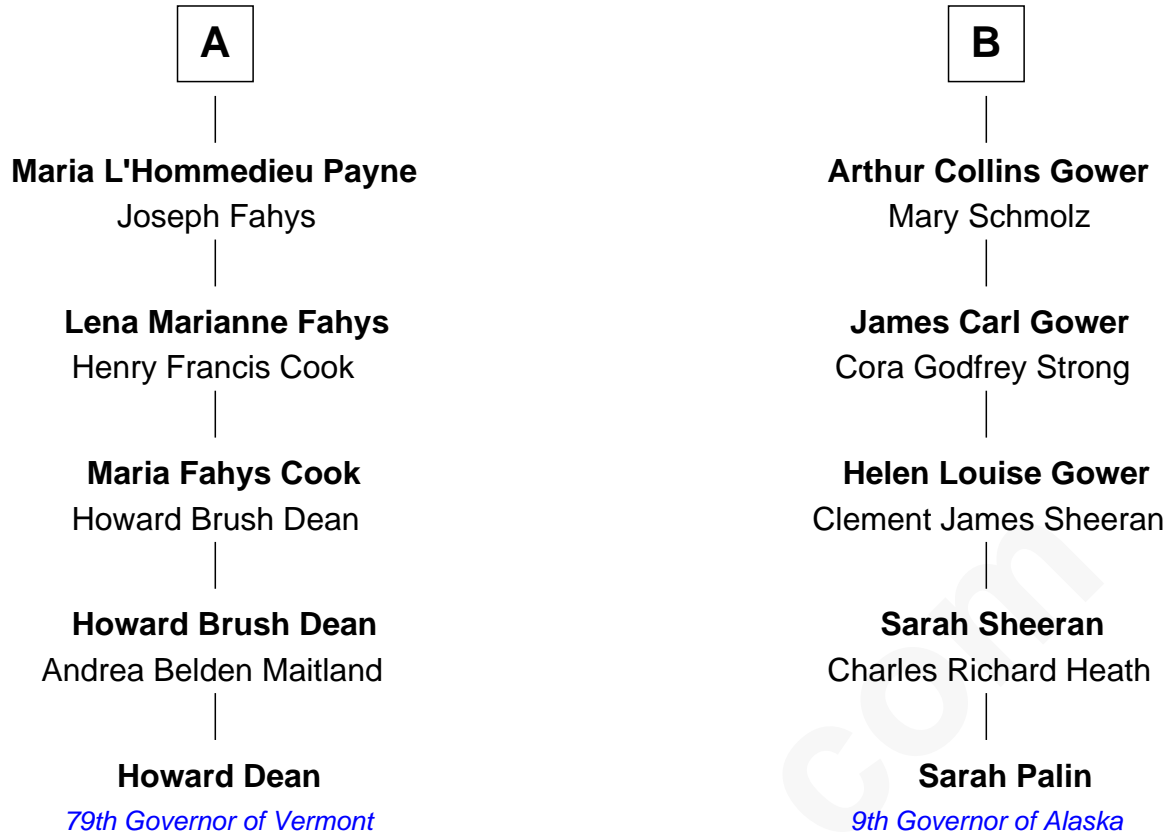 A
Maria L'Hommedieu Payne
Joseph Fahys
Lena Marianne Fahys
Henry Francis Cook
Maria Fahys Cook
Howard Brush Dean
Howard Brush Dean
Andrea Belden Maitland
Howard Dean
79th Governor of Vermont
B
Arthur Collins Gower
Mary Schmolz
James Carl Gower
Cora Godfrey Strong
Helen Louise Gower
Clement James Sheeran
Sarah Sheeran
Charles Richard Heath
Sarah Palin
9th Governor of Alaska
com